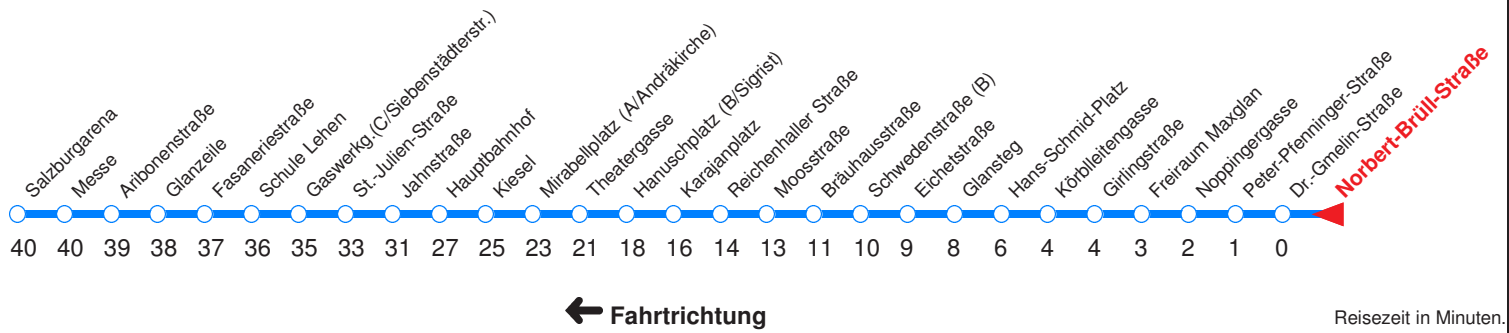 Salzburgarena
Messe
Aribonenstraße
Glanzeile
Fasaneriestraße
Schule Lehen
Gaswerkg.(C/Siebenstädterstr.)
St.-Julien-Straße
Jahnstraße
Hauptbahnhof
Kiesel
Mirabellplatz (A/Andräkirche)
Theatergasse
Hanuschplatz (B/Sigrist)
Karajanplatz
Reichenhaller Straße
Moosstraße
Bräuhausstraße
Schwedenstraße (B)
Eichetstraße
Glansteg
Hans-Schmid-Platz
Körblleitengasse
Girlingstraße
Freiraum Maxglan
Noppingergasse
Peter-Pfenninger-Straße
Dr.-Gmelin-Straße
Norbert-Brüll-Straße
40 40 39 38 37 36 35 33 31 27 25 23 21 18 16 14 13 11 10 9 8 6 4 4 3 2 1 0
Fahrtrichtung
Reisezeit in Minuten.